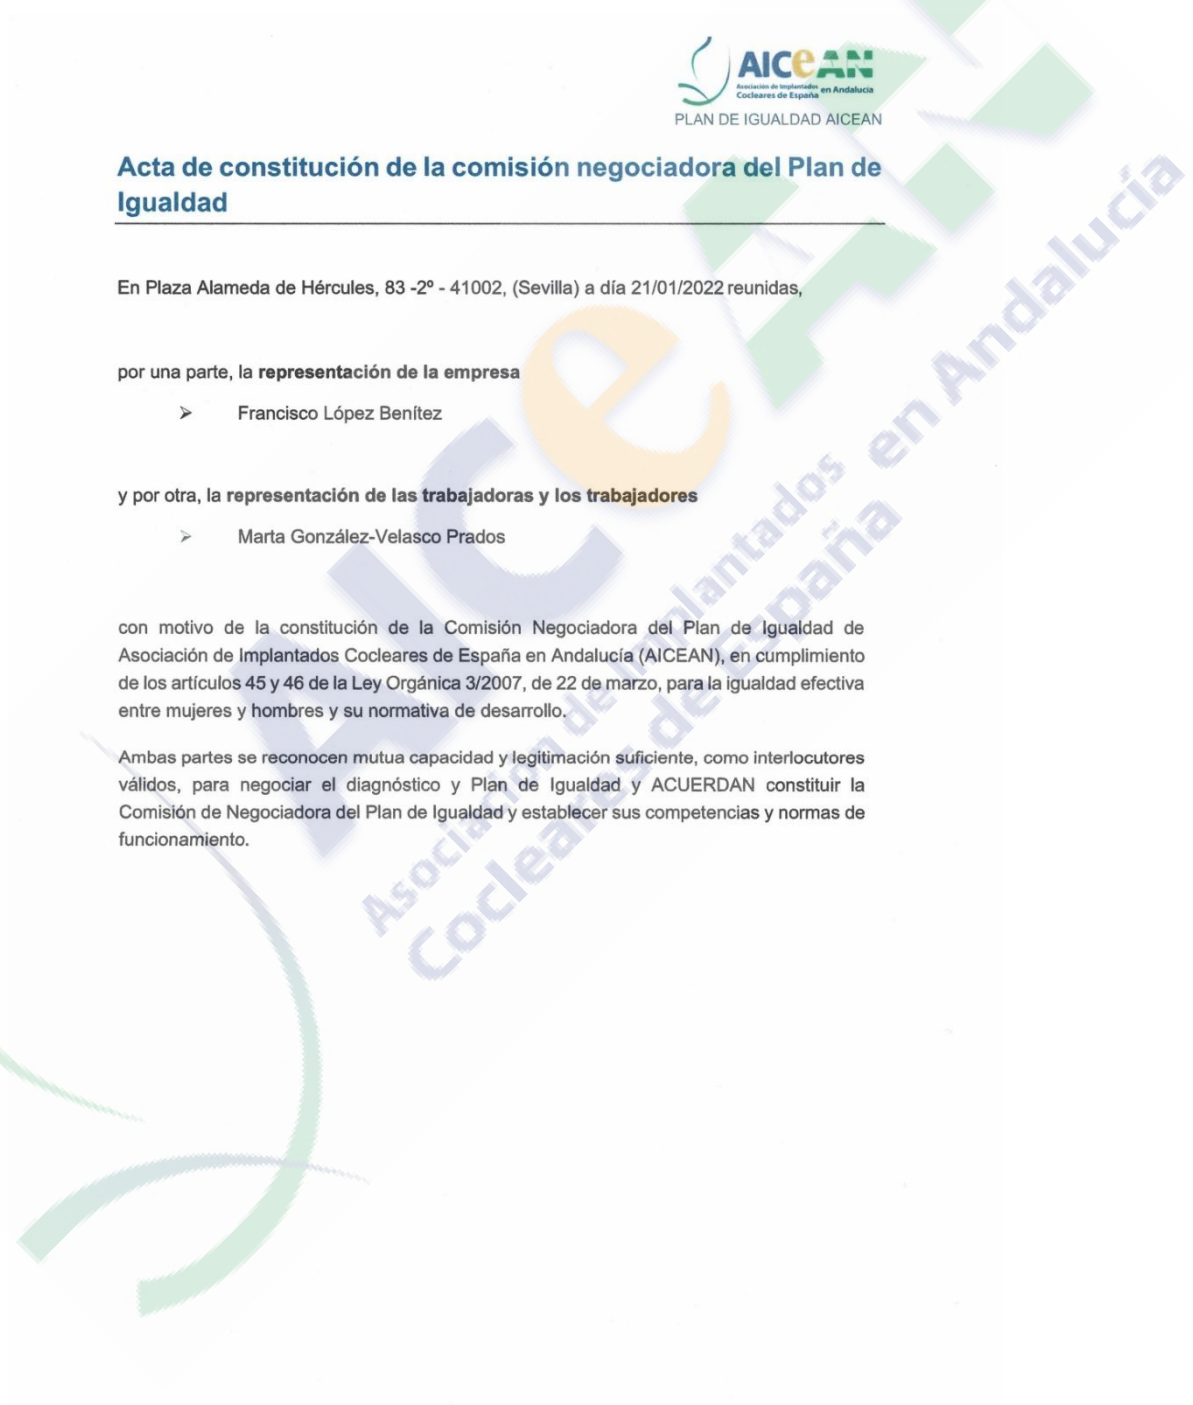 AICeAN
Asociación de Implantados
Cocleares de España en Andalucía
PLAN DE IGUALDAD AICEAN
Acta de constitución de la comisión negociadora del Plan de
Igualdad
En Plaza Alameda de Hércules, 83 -2º - 41002, (Sevilla) a día 21/01/2022 reunidas,
por una parte, la representación de la empresa
➢ Francisco López Benítez
y por otra, la representación de las trabajadoras y los trabajadores
➢ Marta González-Velasco Prados
con motivo de la constitución de la Comisión Negociadora del Plan de Igualdad de
Asociación de Implantados Cocleares de España en Andalucía (AICEAN), en cumplimiento
de los artículos 45 y 46 de la Ley Orgánica 3/2007, de 22 de marzo, para la igualdad efectiva
entre mujeres y hombres y su normativa de desarrollo.
Ambas partes se reconocen mutua capacidad y legitimación suficiente, como interlocutores
válidos, para negociar el diagnóstico y Plan de Igualdad y ACUERDAN constituir la
Comisión de Negociadora del Plan de Igualdad y establecer sus competencias y normas de
funcionamiento.
AICeAN
Asociación de Implantados
Cocleares de España en Andalucía